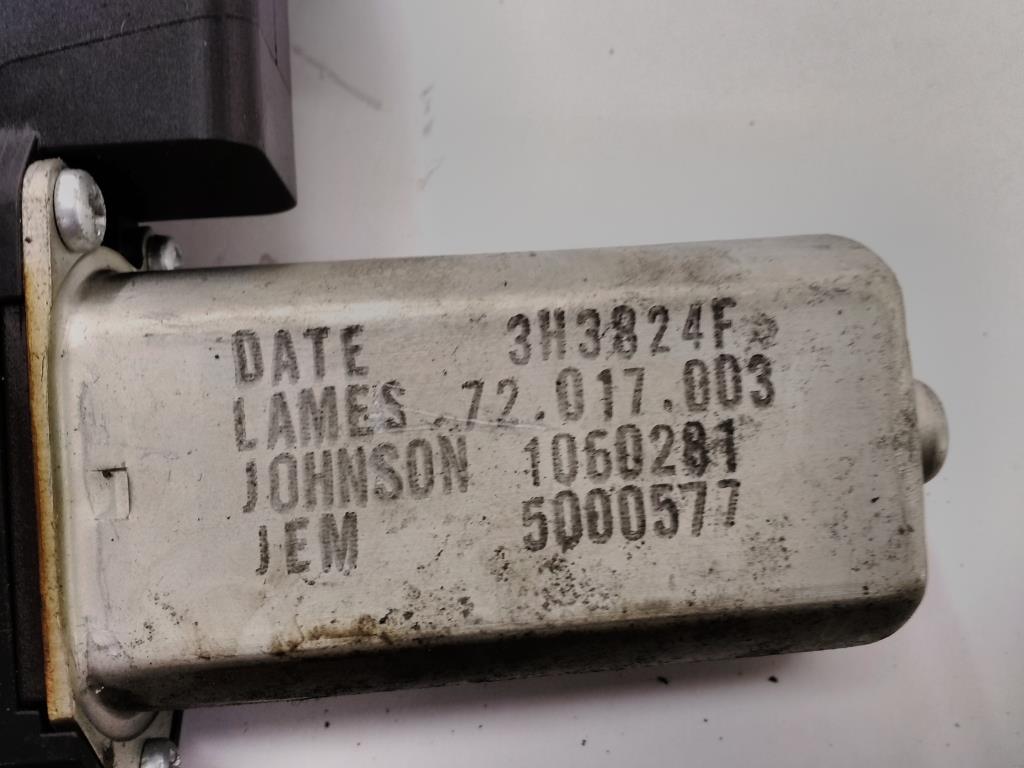 DATE 3H3824F
LAMES .72.017.003
JOHNSON 1060281
JEM 5000577